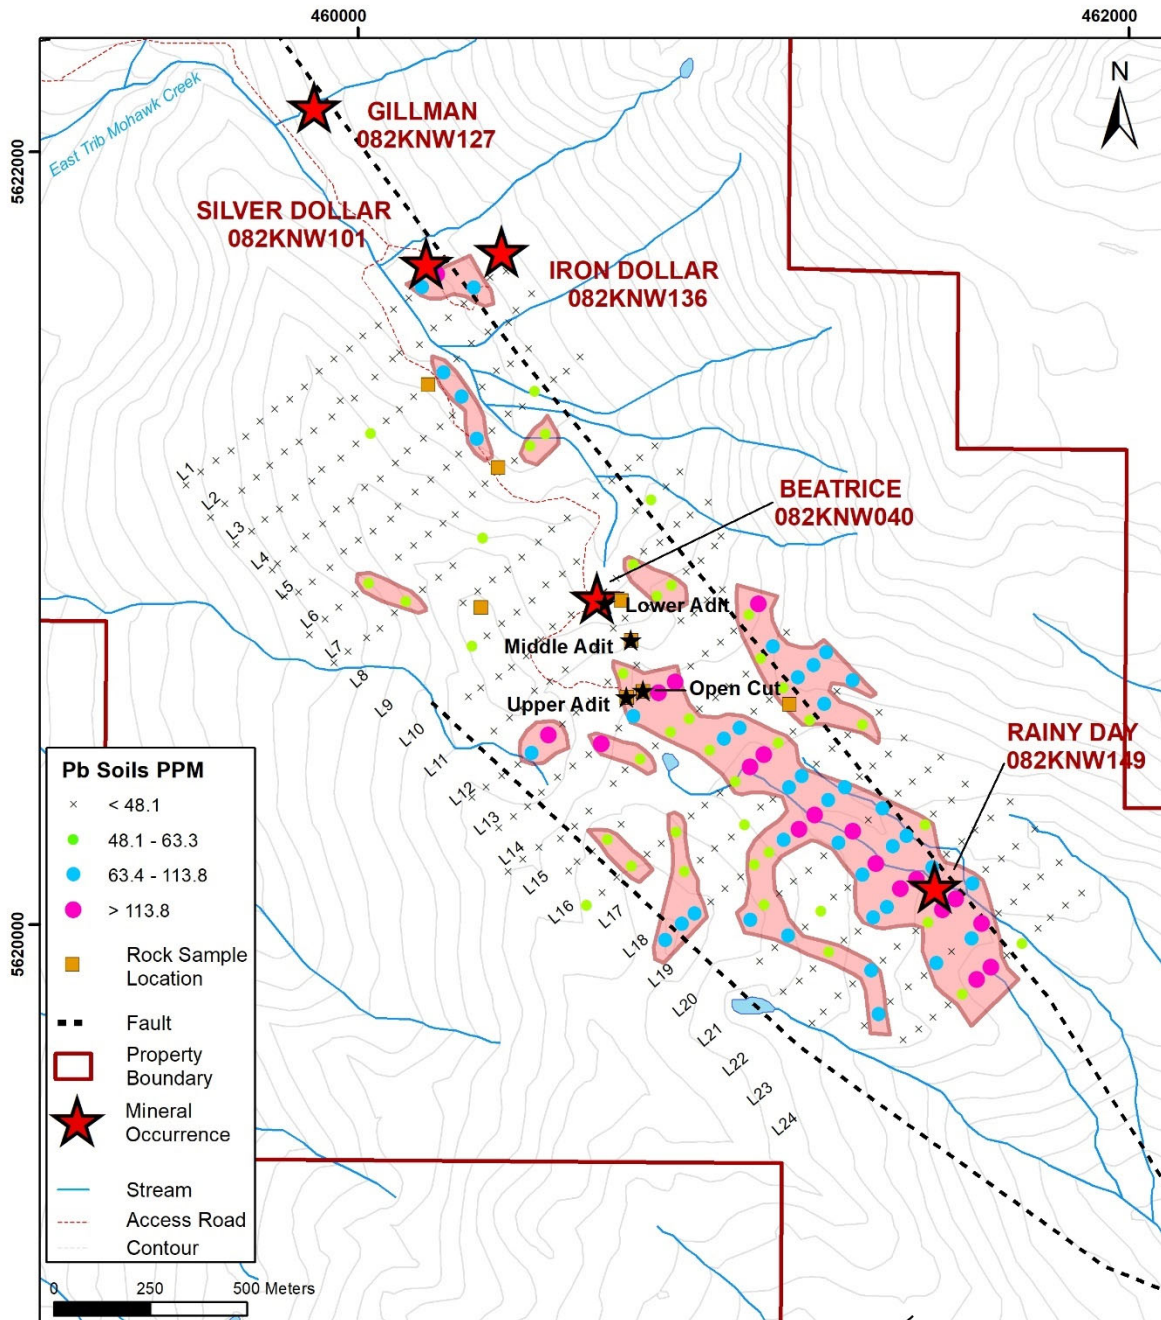 460000
462000
N
East Trib Mohawk Creek
GILLMAN
082KNW127
5622000
SILVER DOLLAR
082KNW101
IRON DOLLAR
082KNW136
L1
L2
L3
L4
L5
L6
L7
L8
L9
L10
L11
L12
L13
L14
L15
L16
L17
L18
L19
L20
L21
L22
L23
L24
BEATRICE
082KNW040
Lower Adit
Middle Adit
Open Cut
Upper Adit
RAINY DAY
082KNW149
5620000
Pb Soils PPM
< 48.1
48.1 - 63.3
63.4 - 113.8
> 113.8
Rock Sample
Location
Fault
Property
Boundary
Mineral
Occurrence
Stream
Access Road
Contour
0 250 500 Meters